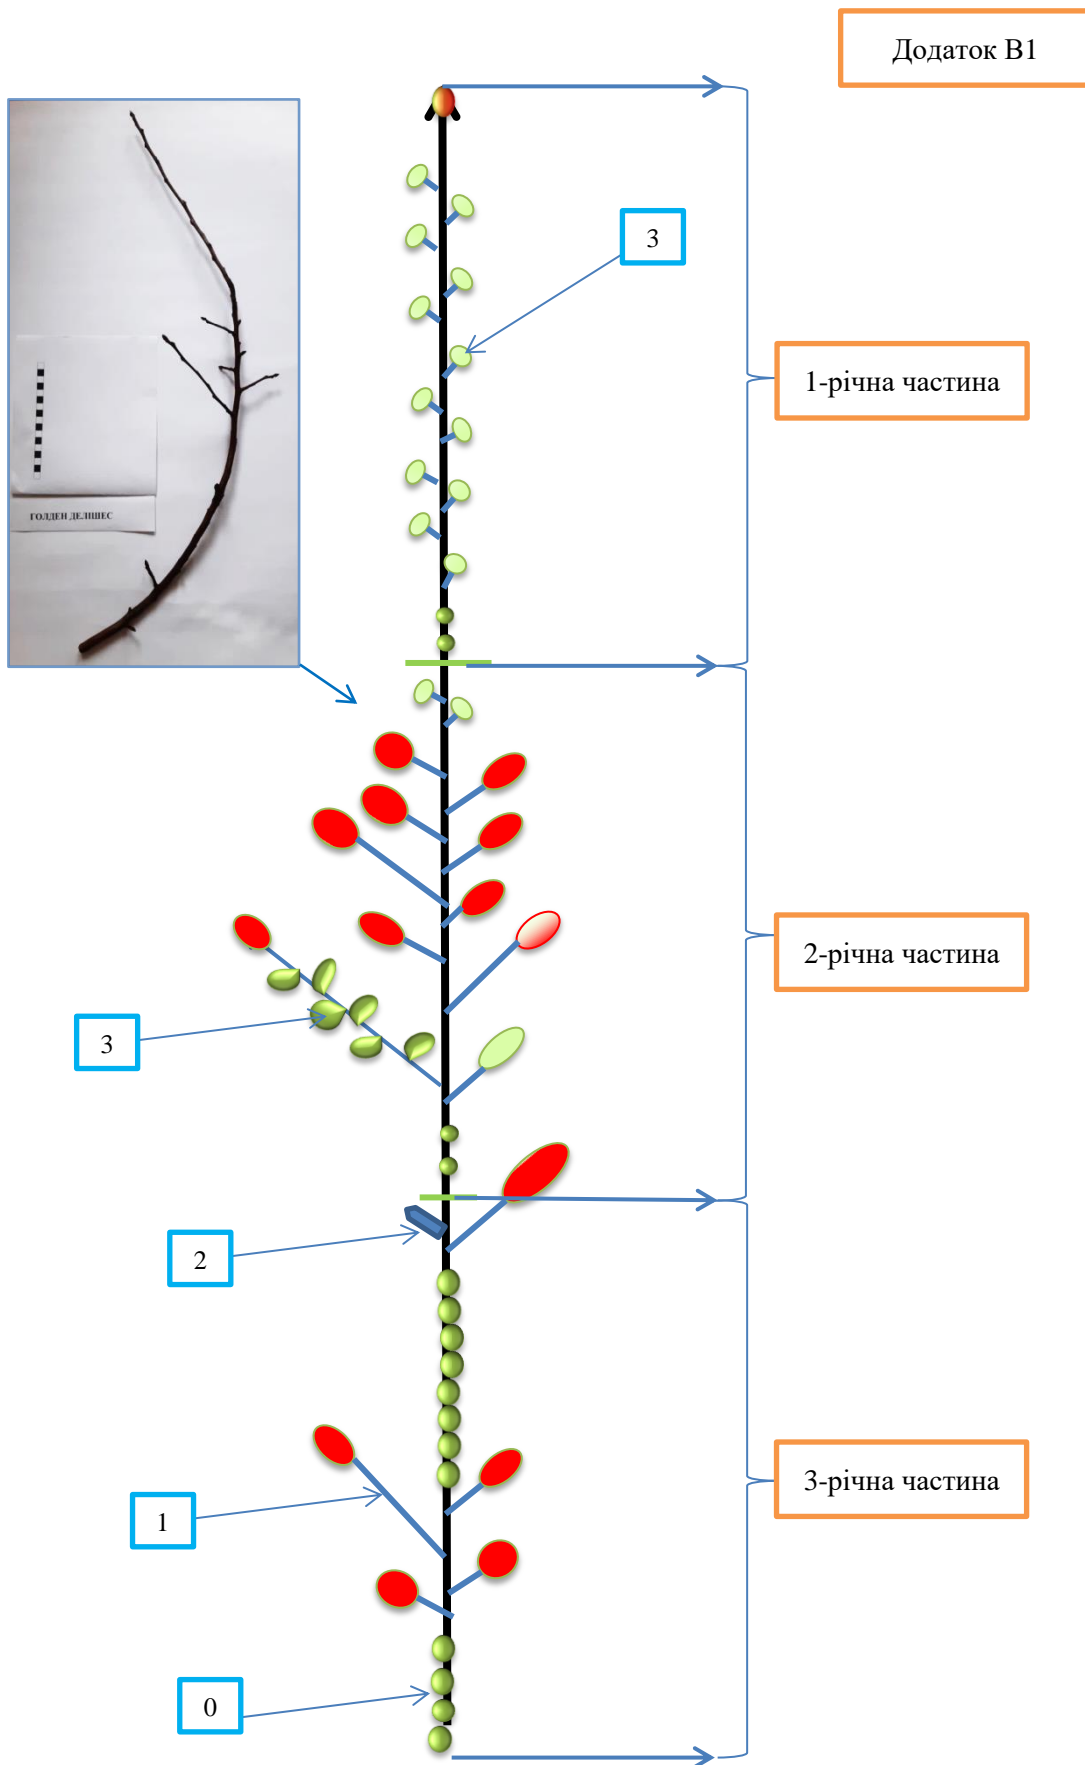 Додаток В1
3
1-річна частина
ГОЛДЕН ДЕЛІШЕС
2-річна частина
3
2
3-річна частина
1
0